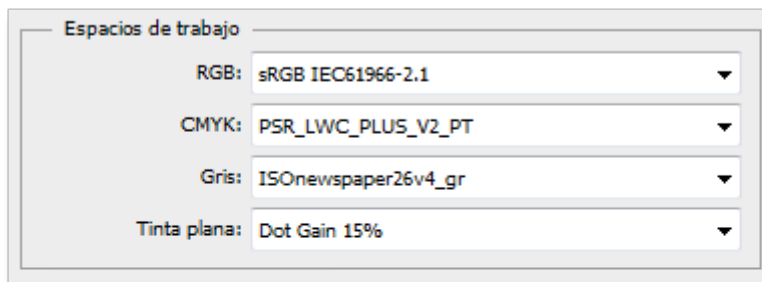 Espacios de trabajo
RGB: sRGB IEC61966-2.1
CMYK: PSR_LWC_PLUS_V2_PT
Gris: ISOnewspaper26v4_gr
Tinta plana: Dot Gain 15%